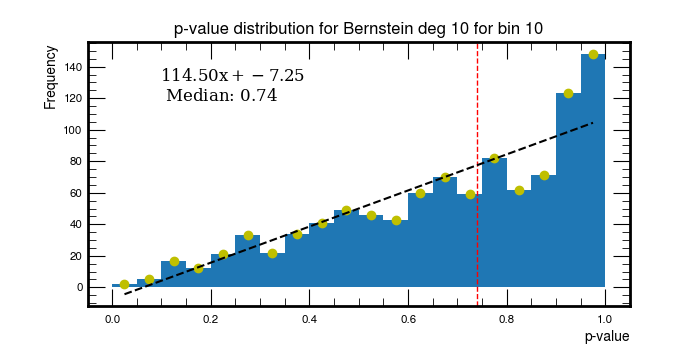 p-value distribution for Bernstein deg 10 for bin 10
Frequency
114.50x + −7.25
Median: 0.74
140
120
100
80
60
40
20
0
0.0 0.2 0.4 0.6 0.8 1.0
p-value